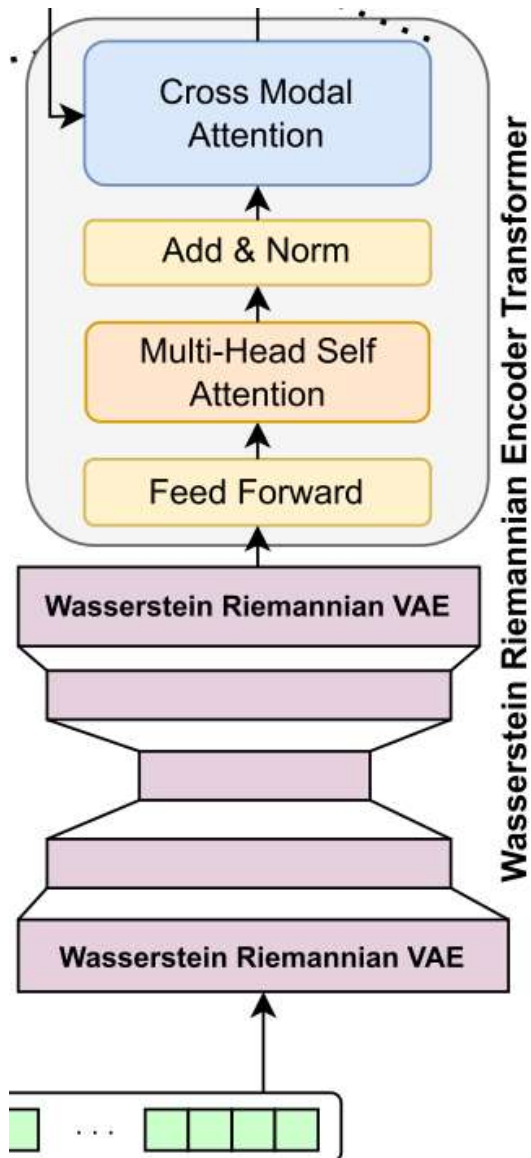 Cross Modal
Attention
Add & Norm
Multi-Head Self
Attention
Feed Forward
Wasserstein Riemannian VAE
Wasserstein Riemannian VAE
. . .
Wasserstein Riemannian Encoder Transformer